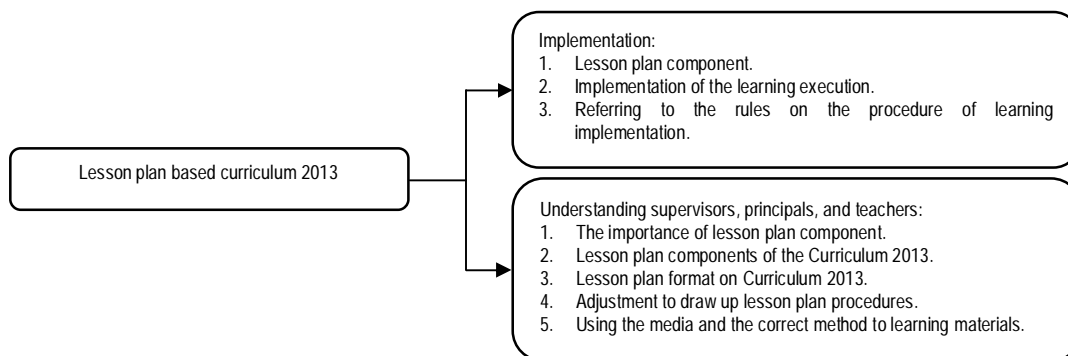 Lesson plan based curriculum 2013
Implementation:
1. Lesson plan component.
2. Implementation of the learning execution.
3. Referring to the rules on the procedure of learning
implementation.
Understanding supervisors, principals, and teachers:
1. The importance of lesson plan component.
2. Lesson plan components of the Curriculum 2013.
3. Lesson plan format on Curriculum 2013.
4. Adjustment to draw up lesson plan procedures.
5. Using the media and the correct method to learning materials.